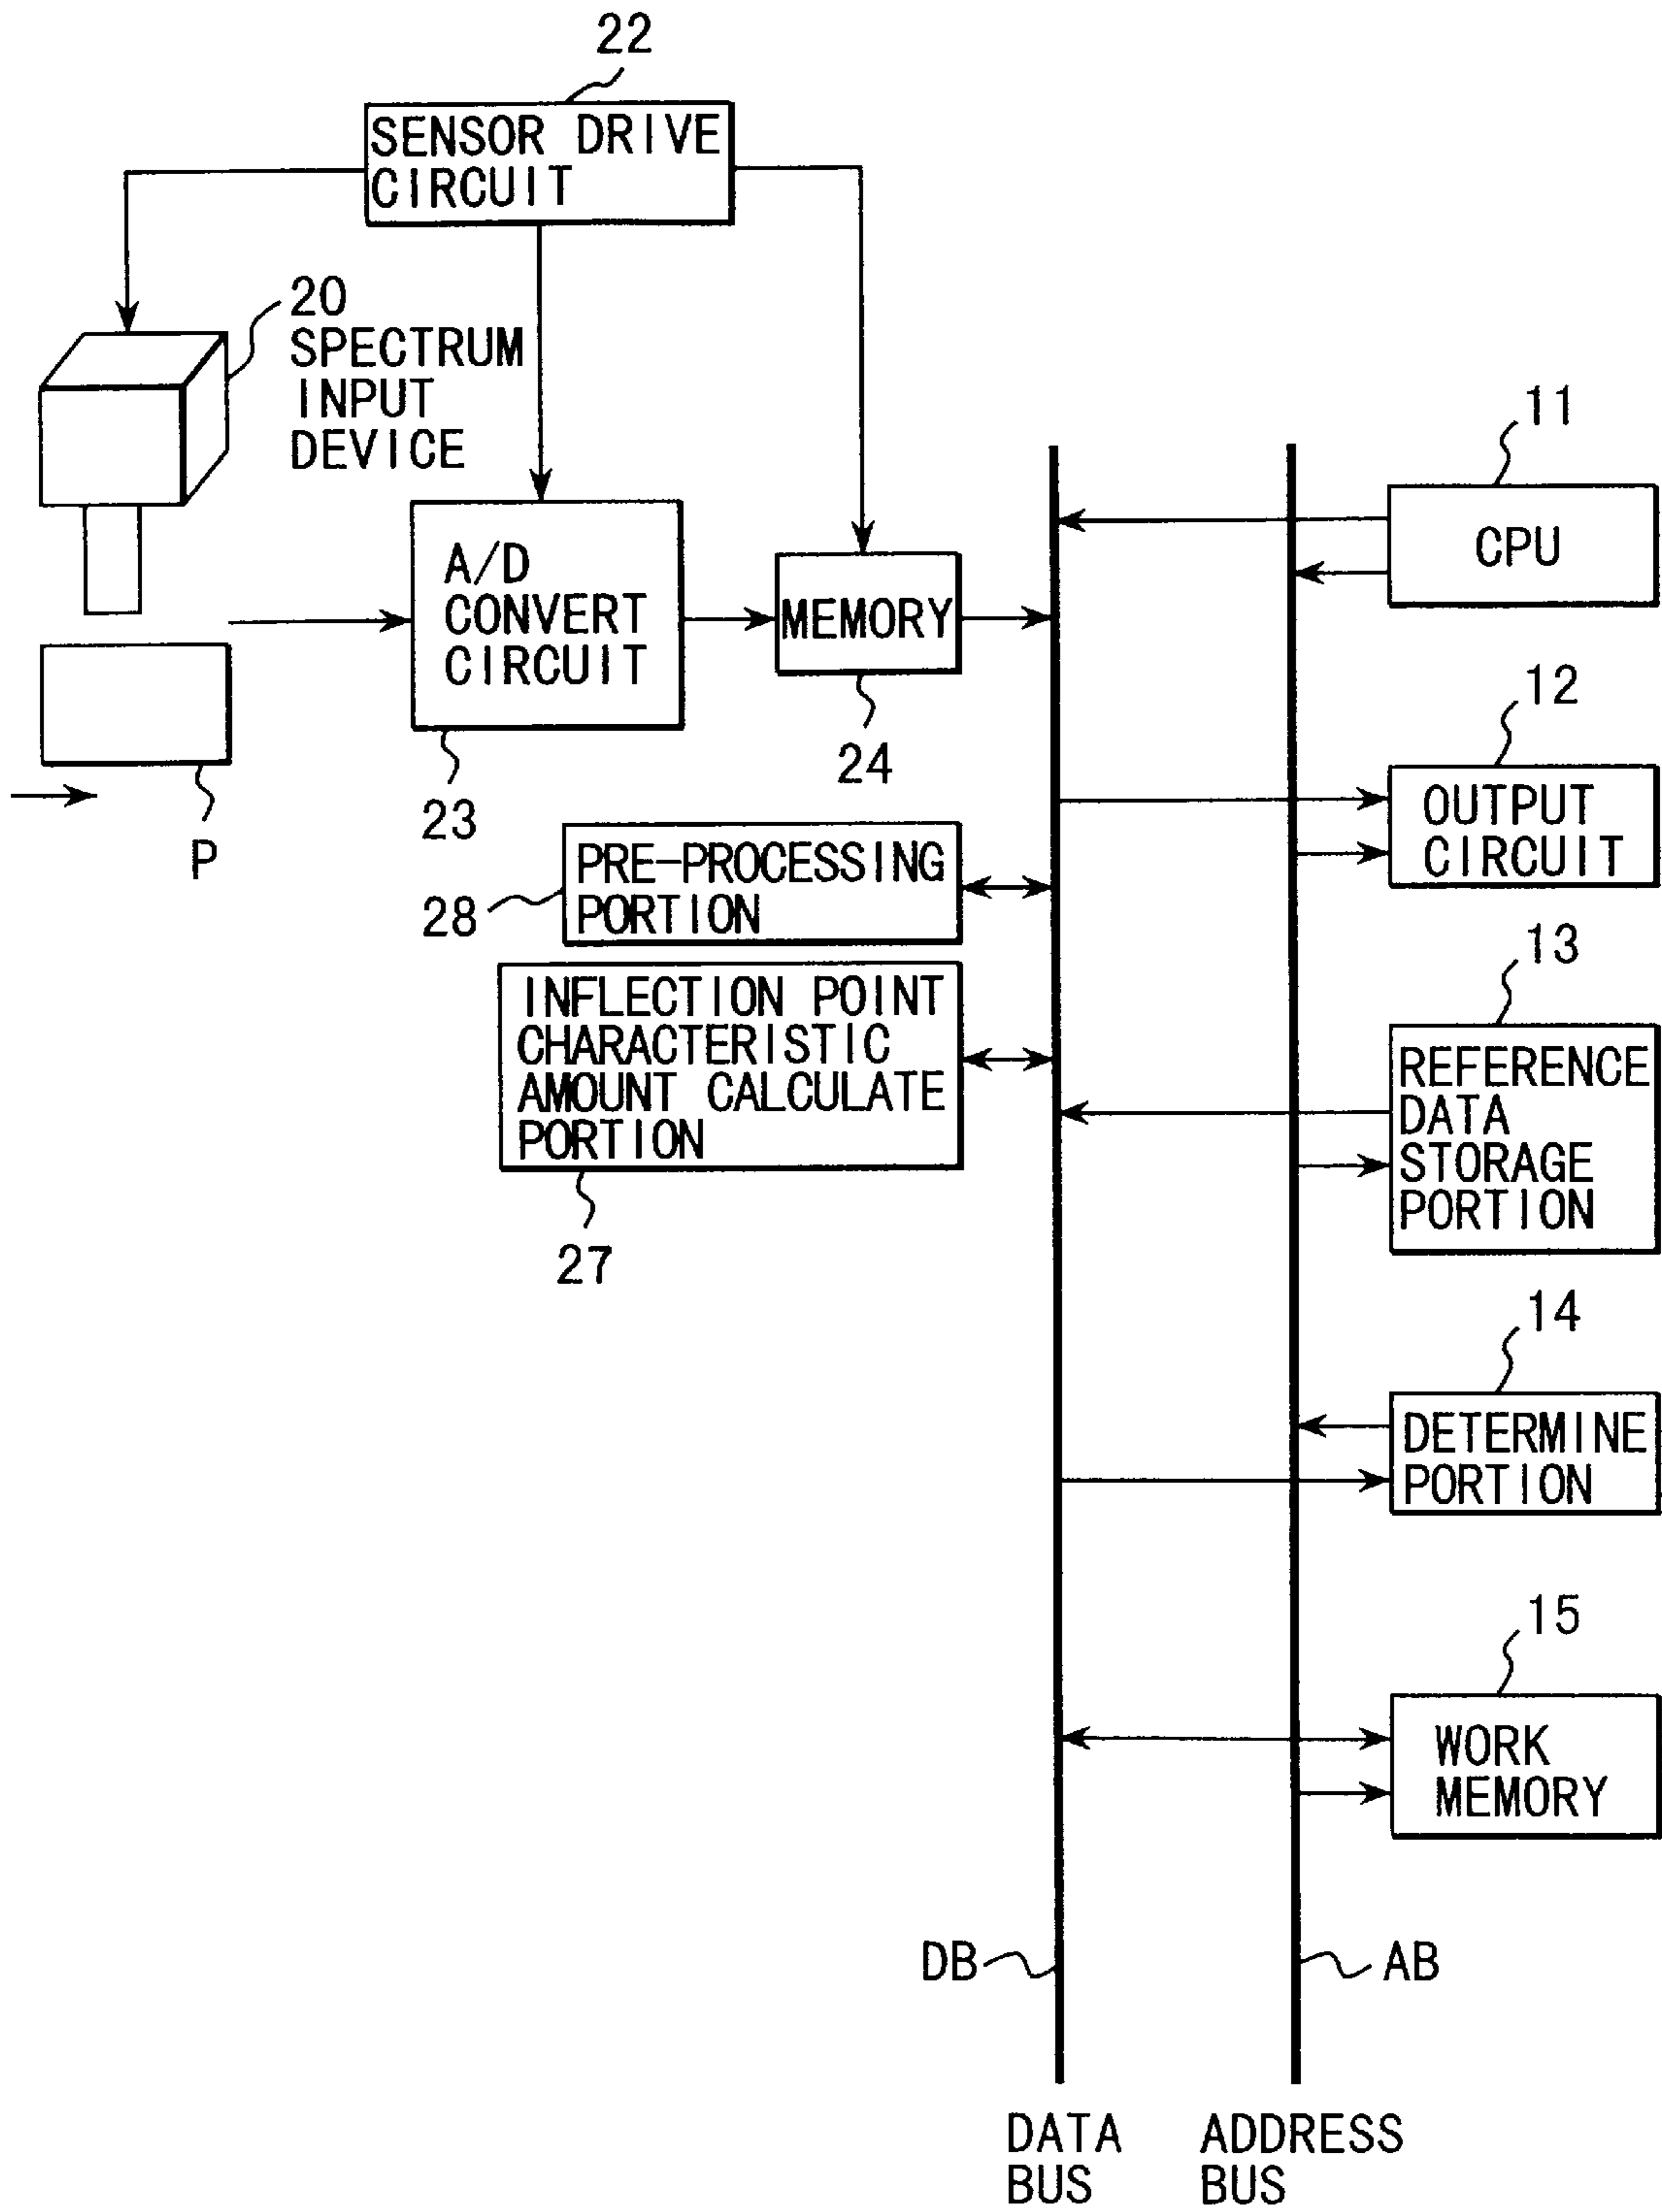 22
SENSOR DRIVE
CIRCUIT
20
SPECTRUM
INPUT
DEVICE
A/D
CONVERT
CIRCUIT
23
MEMORY
24
P
PRE-PROCESSING
PORTION
28
INFLECTION POINT
CHARACTERISTIC
AMOUNT CALCULATE
PORTION
27
11
CPU
12
OUTPUT
CIRCUIT
13
REFERENCE
DATA
STORAGE
PORTION
14
DETERMINE
PORTION
15
WORK
MEMORY
DB
AB
DATA
BUS
ADDRESS
BUS